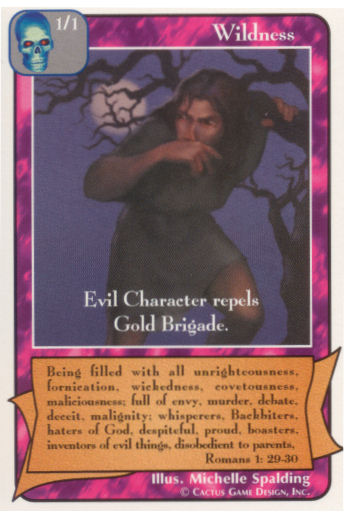 1/1
Wildness
Evil Character repels
Gold Brigade.
Being filled with all unrighteousness,
fornication, wickedness, covetousness,
maliciousness; full of envy, murder, debate,
deceit, malignity; whisperers, Backbiters,
haters of God, despiteful, proud, boasters,
inventors of evil things, disobedient to parents,
Romans 1: 29-30
Illus. Michelle Spalding
© Cactus Game Design, Inc.